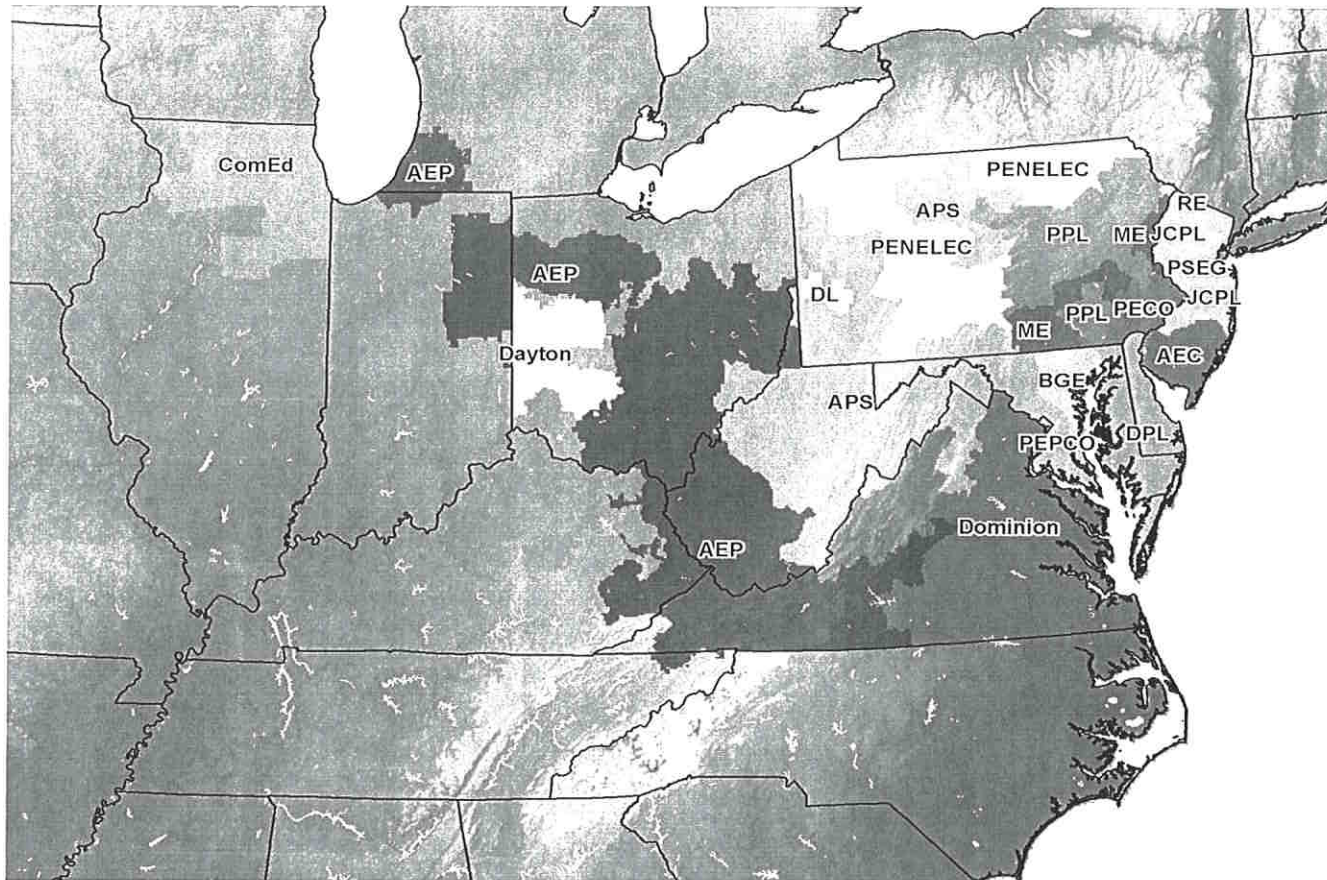 ComEd
AEP
PENELEC
APS
RE
PENELEC
PPL
ME
JCPL
AEP
PSEG
DL
JCPL
PPL
PECO
ME
Dayton
AEC
BGE
APS
PEPCO
DPL
Dominion
AEP